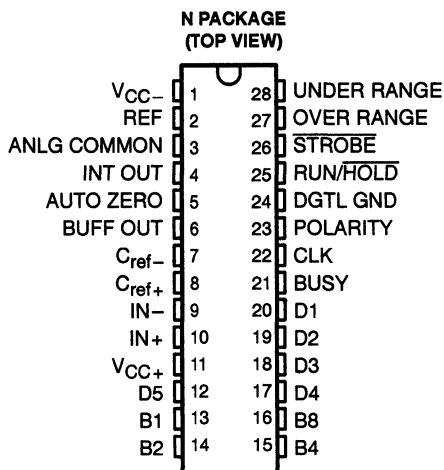 N PACKAGE
(TOP VIEW)
VCC− 1 28 UNDER RANGE
REF 2 27 OVER RANGE
ANLG COMMON 3 26 STROBE
INT OUT 4 25 RUN/HOLD
AUTO ZERO 5 24 DGTL GND
BUFF OUT 6 23 POLARITY
Cref− 7 22 CLK
Cref+ 8 21 BUSY
IN− 9 20 D1
IN+ 10 19 D2
VCC+ 11 18 D3
D5 12 17 D4
B1 13 16 B8
B2 14 15 B4